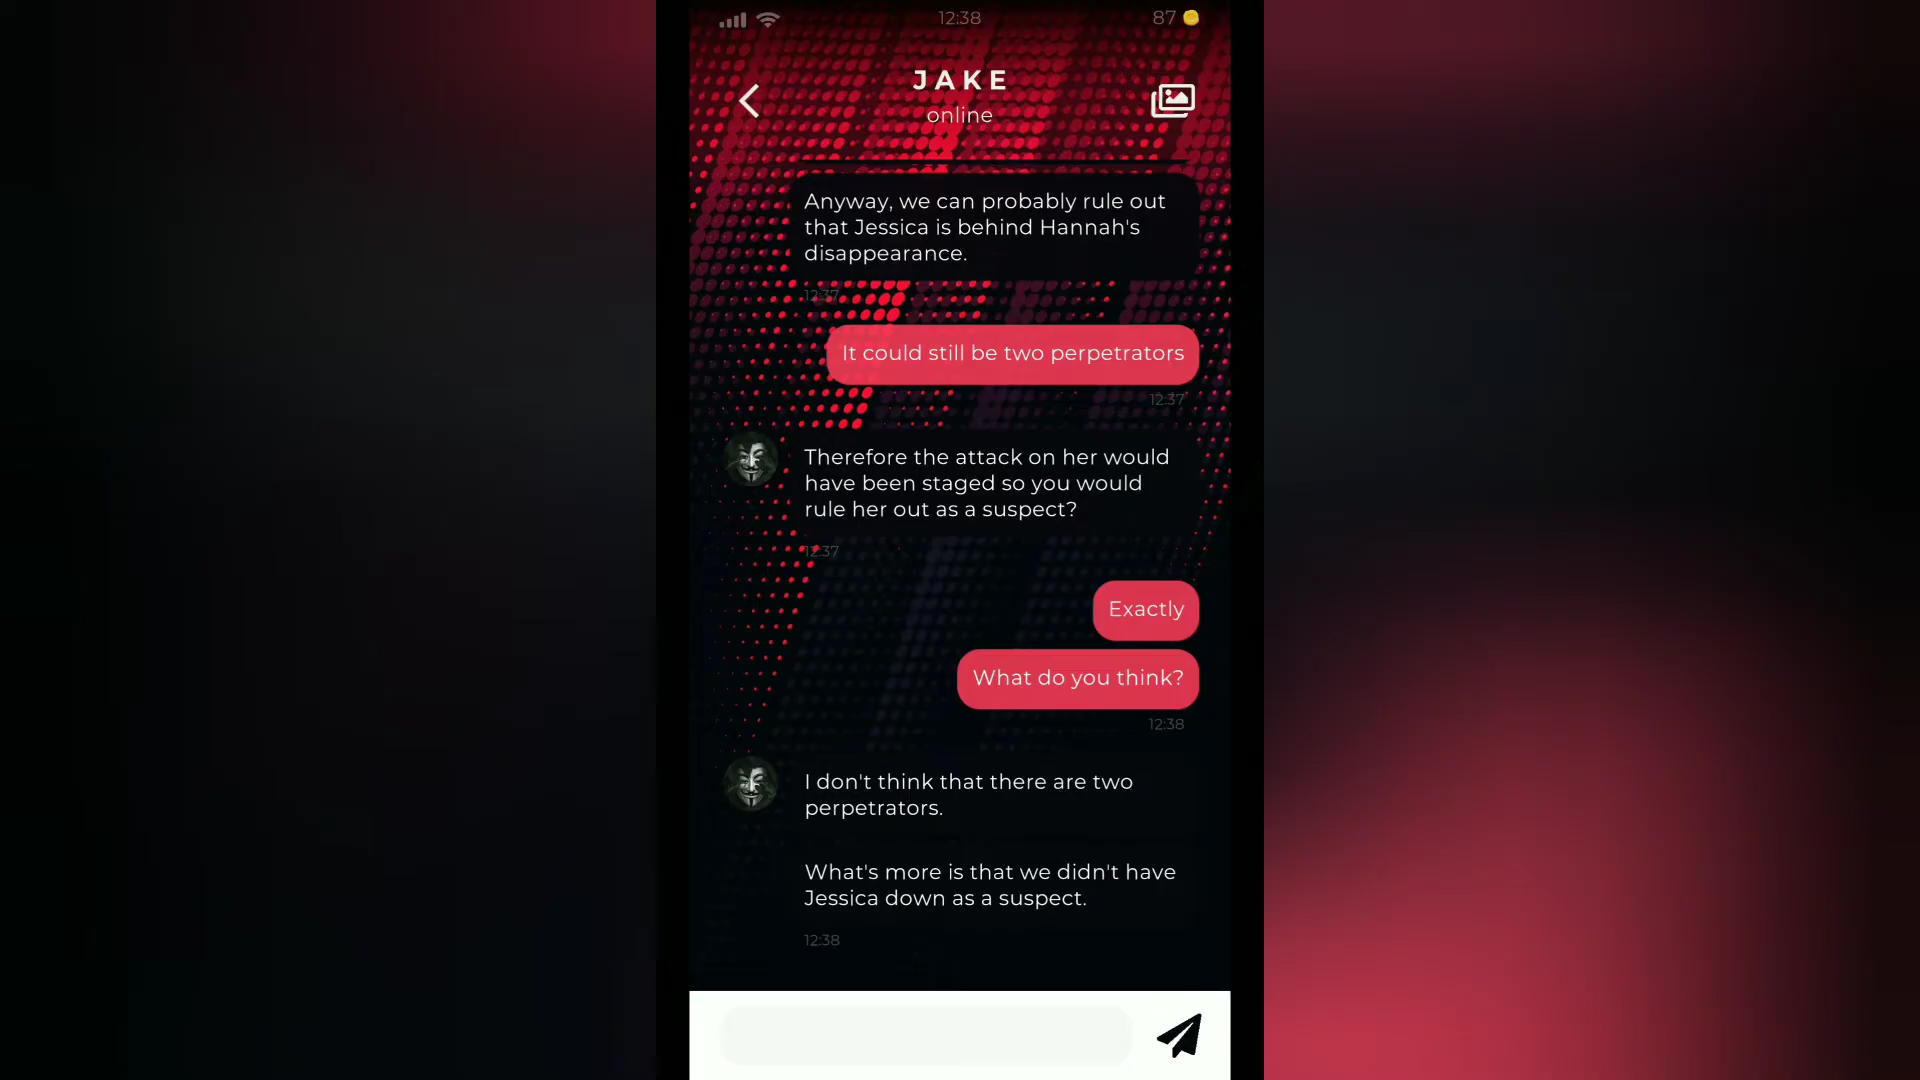 12:38
87
JAKE
online
Anyway, we can probably rule out
that Jessica is behind Hannah's
disappearance.
12:37
It could still be two perpetrators
12:37
Therefore the attack on her would
have been staged so you would
rule her out as a suspect?
12:37
Exactly
What do you think?
12:38
I don't think that there are two
perpetrators.
What's more is that we didn't have
Jessica down as a suspect.
12:38